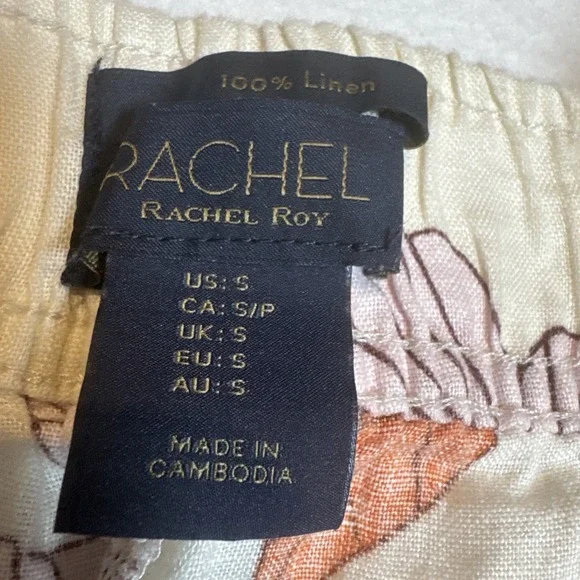 100% Linen
RACHEL
RACHEL ROY
US: S
CA: S/P
UK: S
EU: S
AU: S
MADE IN
CAMBODIA